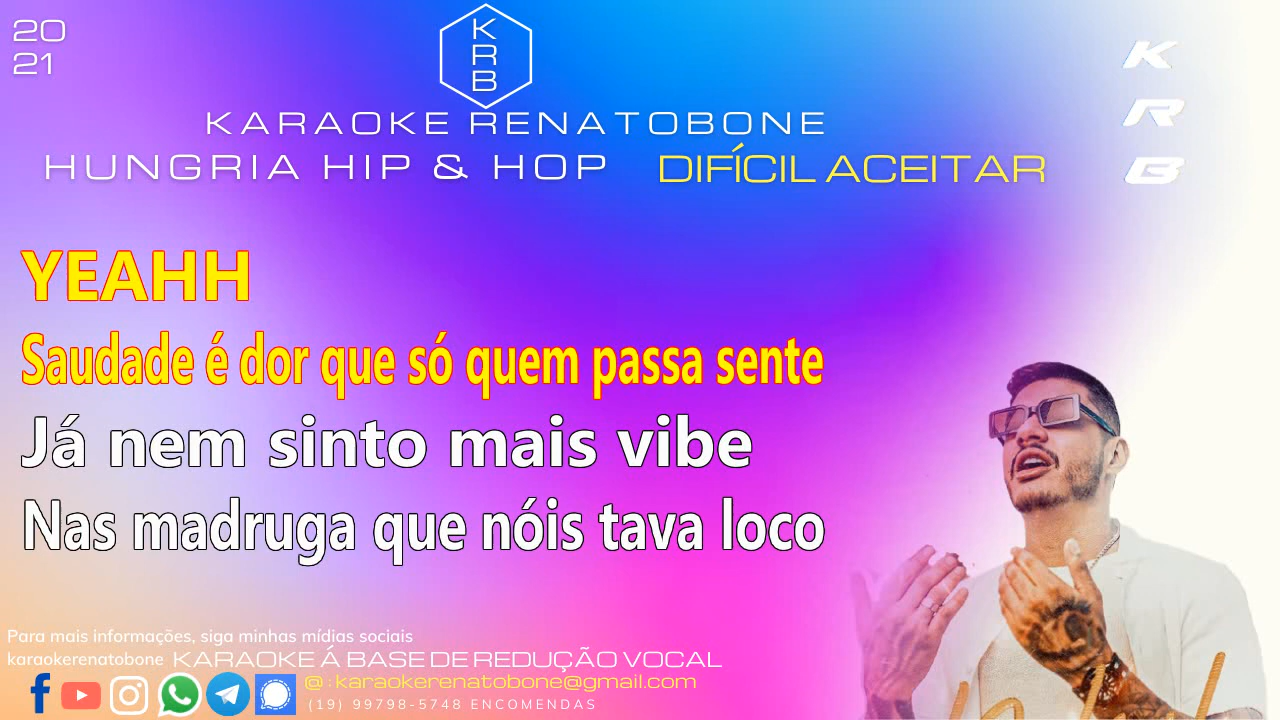 20
21
K
R
B
KARAOKE RENATOBONE
HUNGRIA HIP & HOP DIFÍCIL ACEITAR
K
R
B
YEAHH
Saudade é dor que só quem passa sente
Já nem sinto mais vibe
Nas madruga que nóis tava loco
Para mais informações, siga minhas mídias sociais
karaokerenatobone KARAOKE Á BASE DE REDUÇÃO VOCAL
@ : karaokerenatobone@gmail.com
(19) 99798-5748 ENCOMENDAS